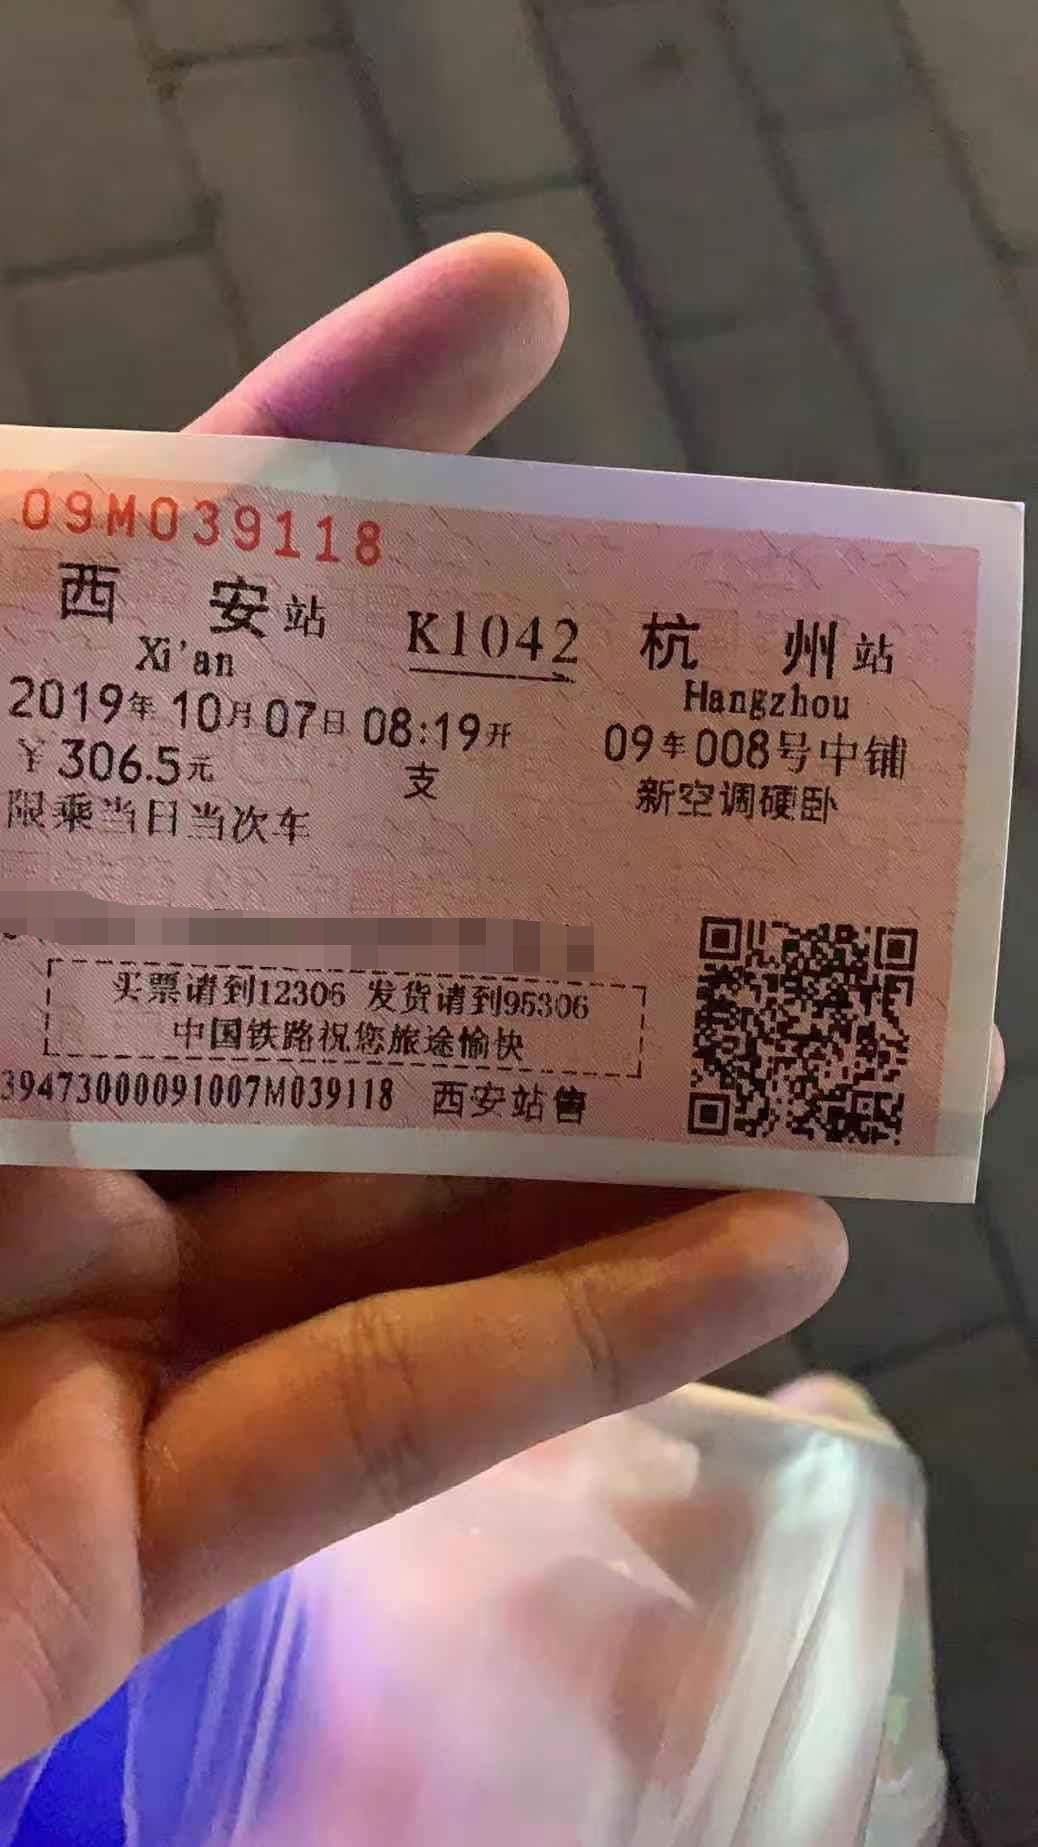 09M039118
西安站 K1042 杭州站
Xi'an Hangzhou
2019年10月07日08:19开 09车008号中铺
¥306.5元 支 新空调硬卧
限乘当日当次车
买票请到12306 发货请到95306
中国铁路祝您旅途愉快
39473000091007M039118 西安站售